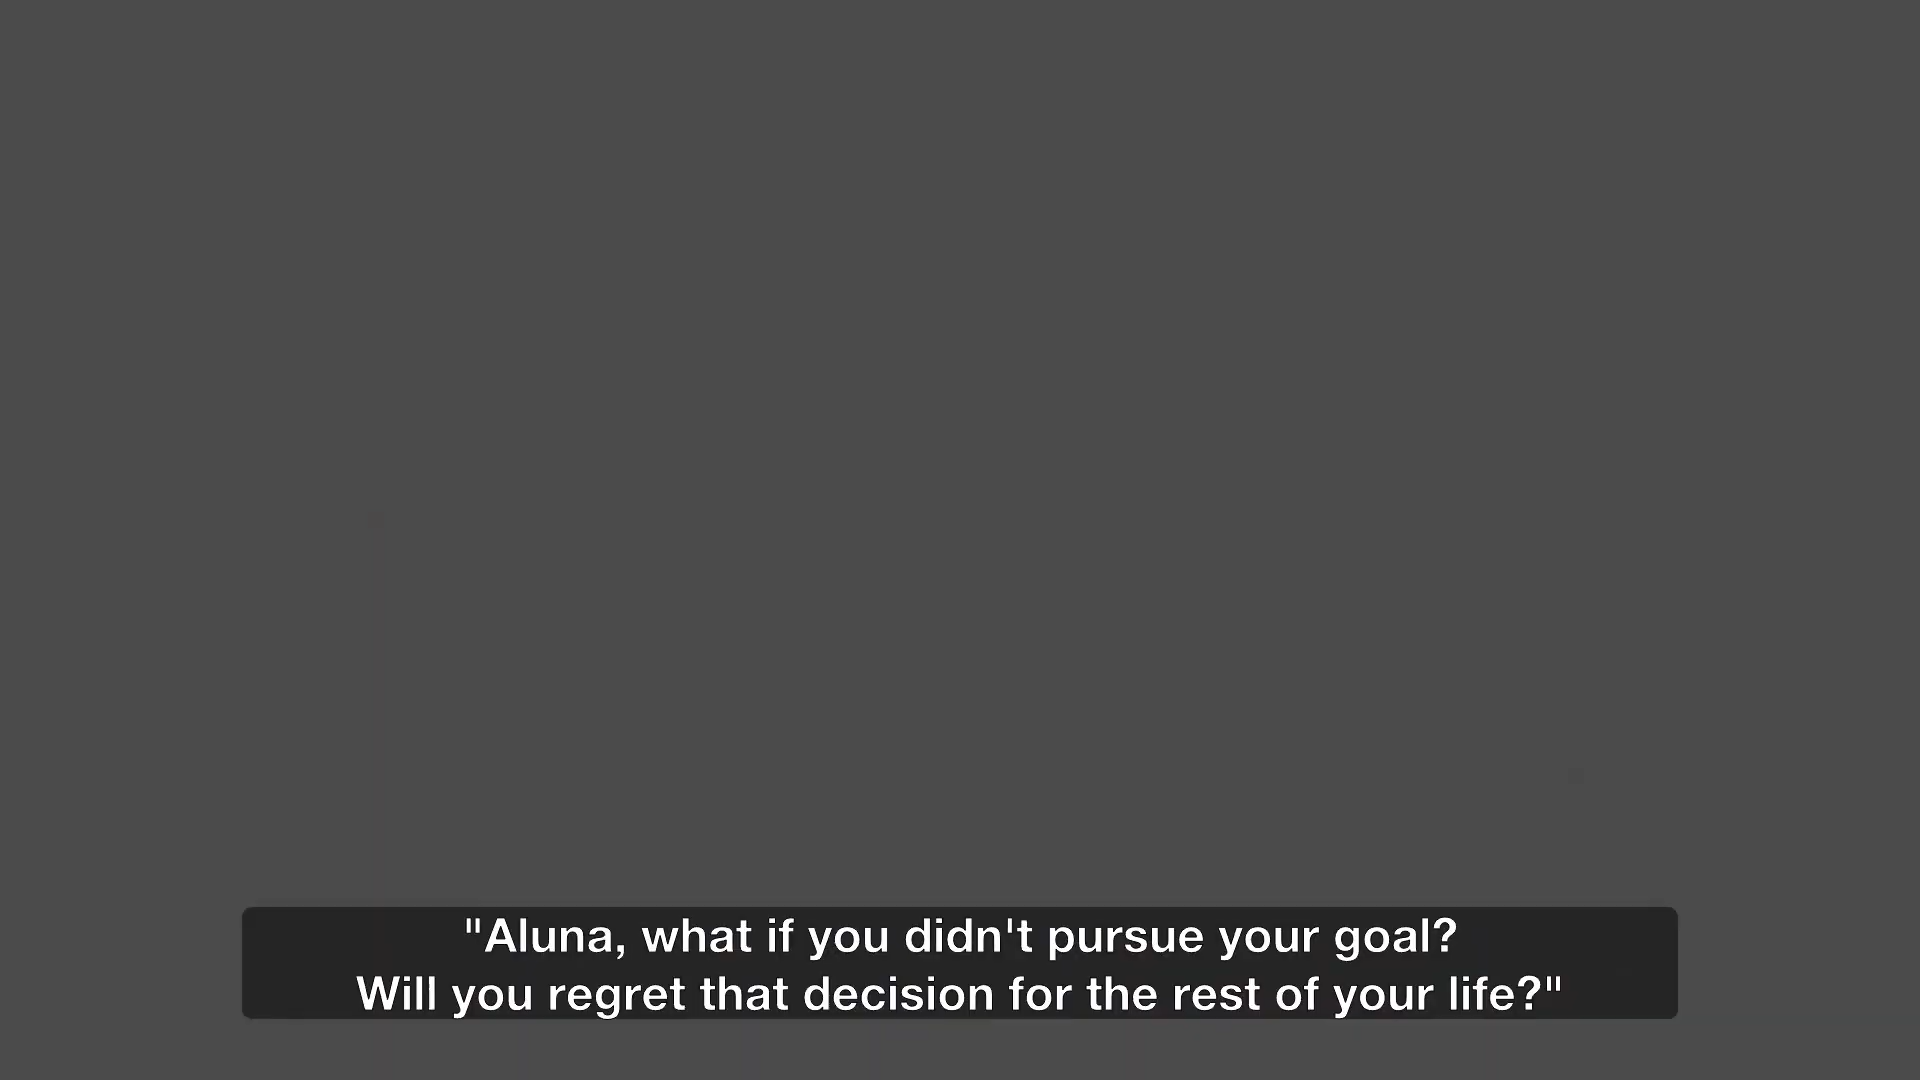 "Aluna, what if you didn't pursue your goal?
Will you regret that decision for the rest of your life?"